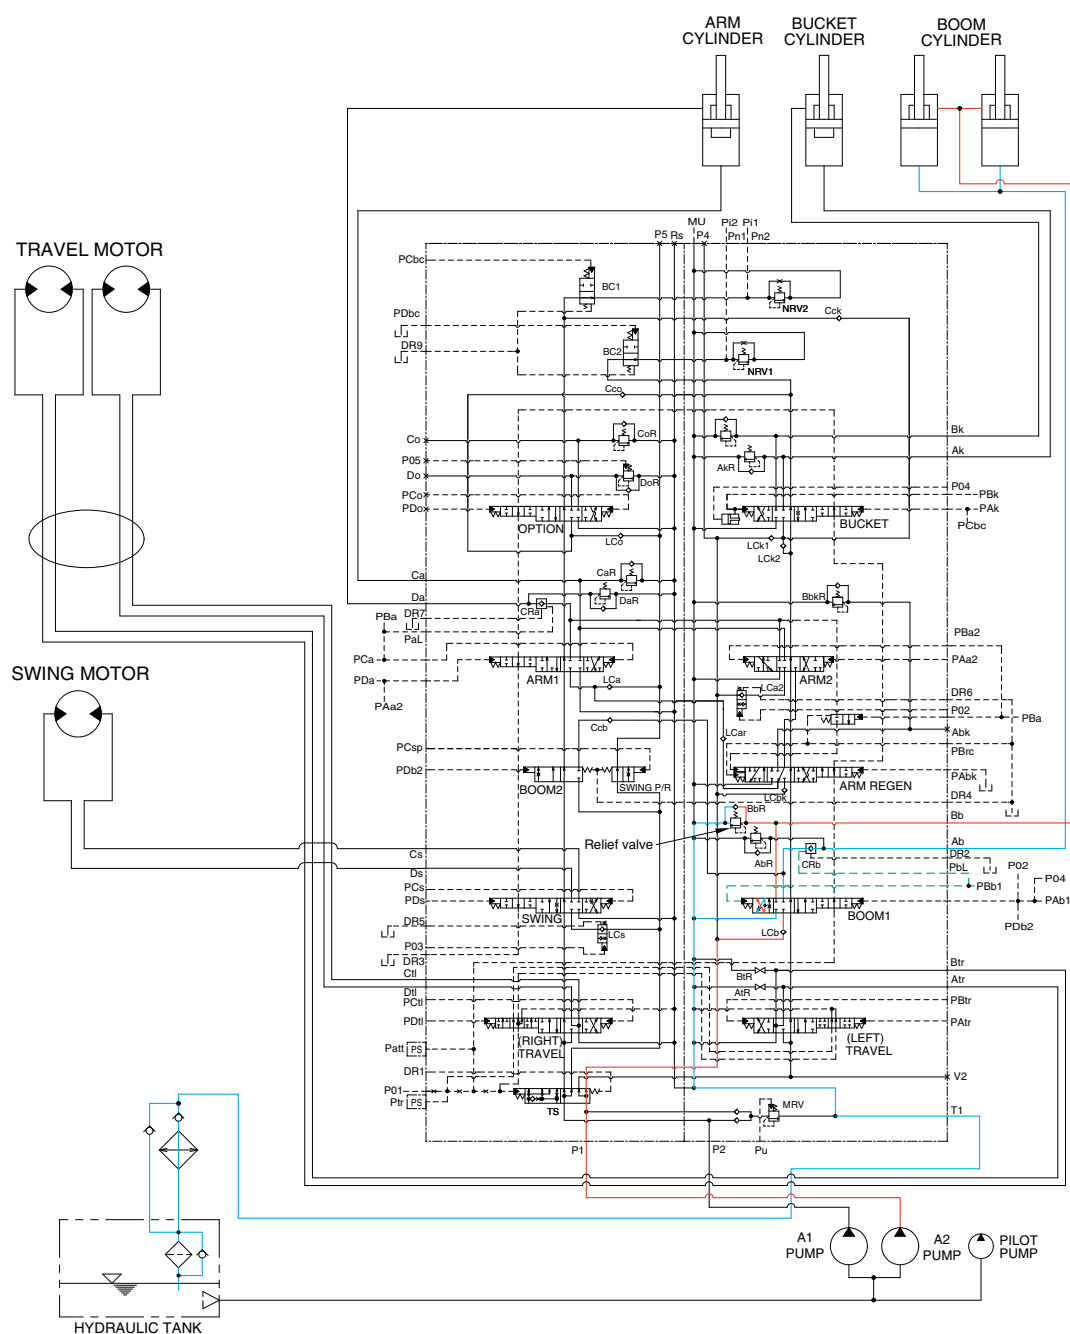 ARM
CYLINDER
BUCKET
CYLINDER
BOOM
CYLINDER
TRAVEL MOTOR
SWING MOTOR
MU
Pi2
Pi1
P5
Rs
P4
Pn1
Pn2
PCbc
BC1
NRV2
Cck
PDbc
DR9
BC2
NRV1
Cco
Co
CoR
Bk
P05
Ak
Do
DoR
AkR
PCo
P04
PBk
PDo
PAk
OPTION
BUCKET
PCbc
LCo
LCk1
LCk2
Ca
CaR
Da
DaR
BbkR
DR7
CRa
PBa
PaL
PBa2
PCa
PAa2
ARM1
ARM2
PDa
LCa
LCa2
DR6
PAa2
P02
PBa
Ccb
LCar
Abk
PCsp
PBrc
PDb2
PAbk
BOOM2
SWING P/R
ARM REGEN
LCbk
DR4
BbR
Bb
Relief valve
Ab
AbR
CRb
Cs
DR2
Ds
PbL
P02
P04
PCs
PBb1
PDs
PAb1
SWING
BOOM1
DR5
PDb2
LCs
LCb
P03
DR3
Btr
Ctl
BtR
Atr
Dtl
AtR
PCtl
PBtr
PDtl
PAtr
(RIGHT)
TRAVEL
(LEFT)
TRAVEL
Patt
PS
DR1
V2
P01
Ptr
PS
TS
MRV
T1
P1
P2
Pu
A1
PUMP
A2
PUMP
PILOT
PUMP
HYDRAULIC TANK